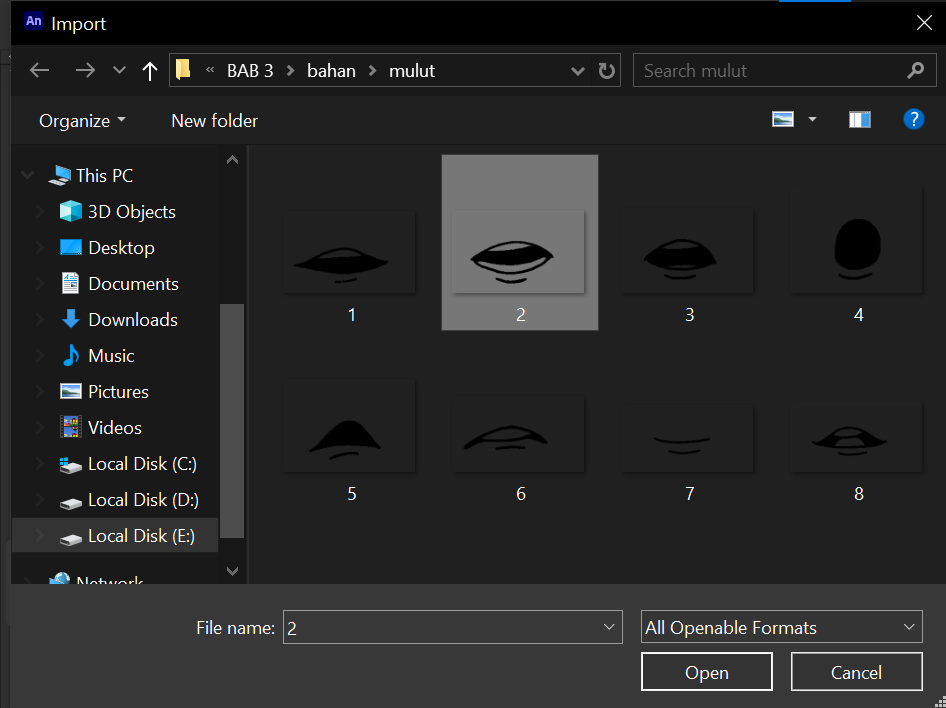 An Import
« BAB 3 > bahan > mulut
Search mulut
Organize
New folder
?
This PC
3D Objects
Desktop
Documents
Downloads
Music
Pictures
Videos
Local Disk (C:)
Local Disk (D:)
Local Disk (E:)
Network
1 2 3 4
5 6 7 8
File name: 2
All Openable Formats
Open Cancel